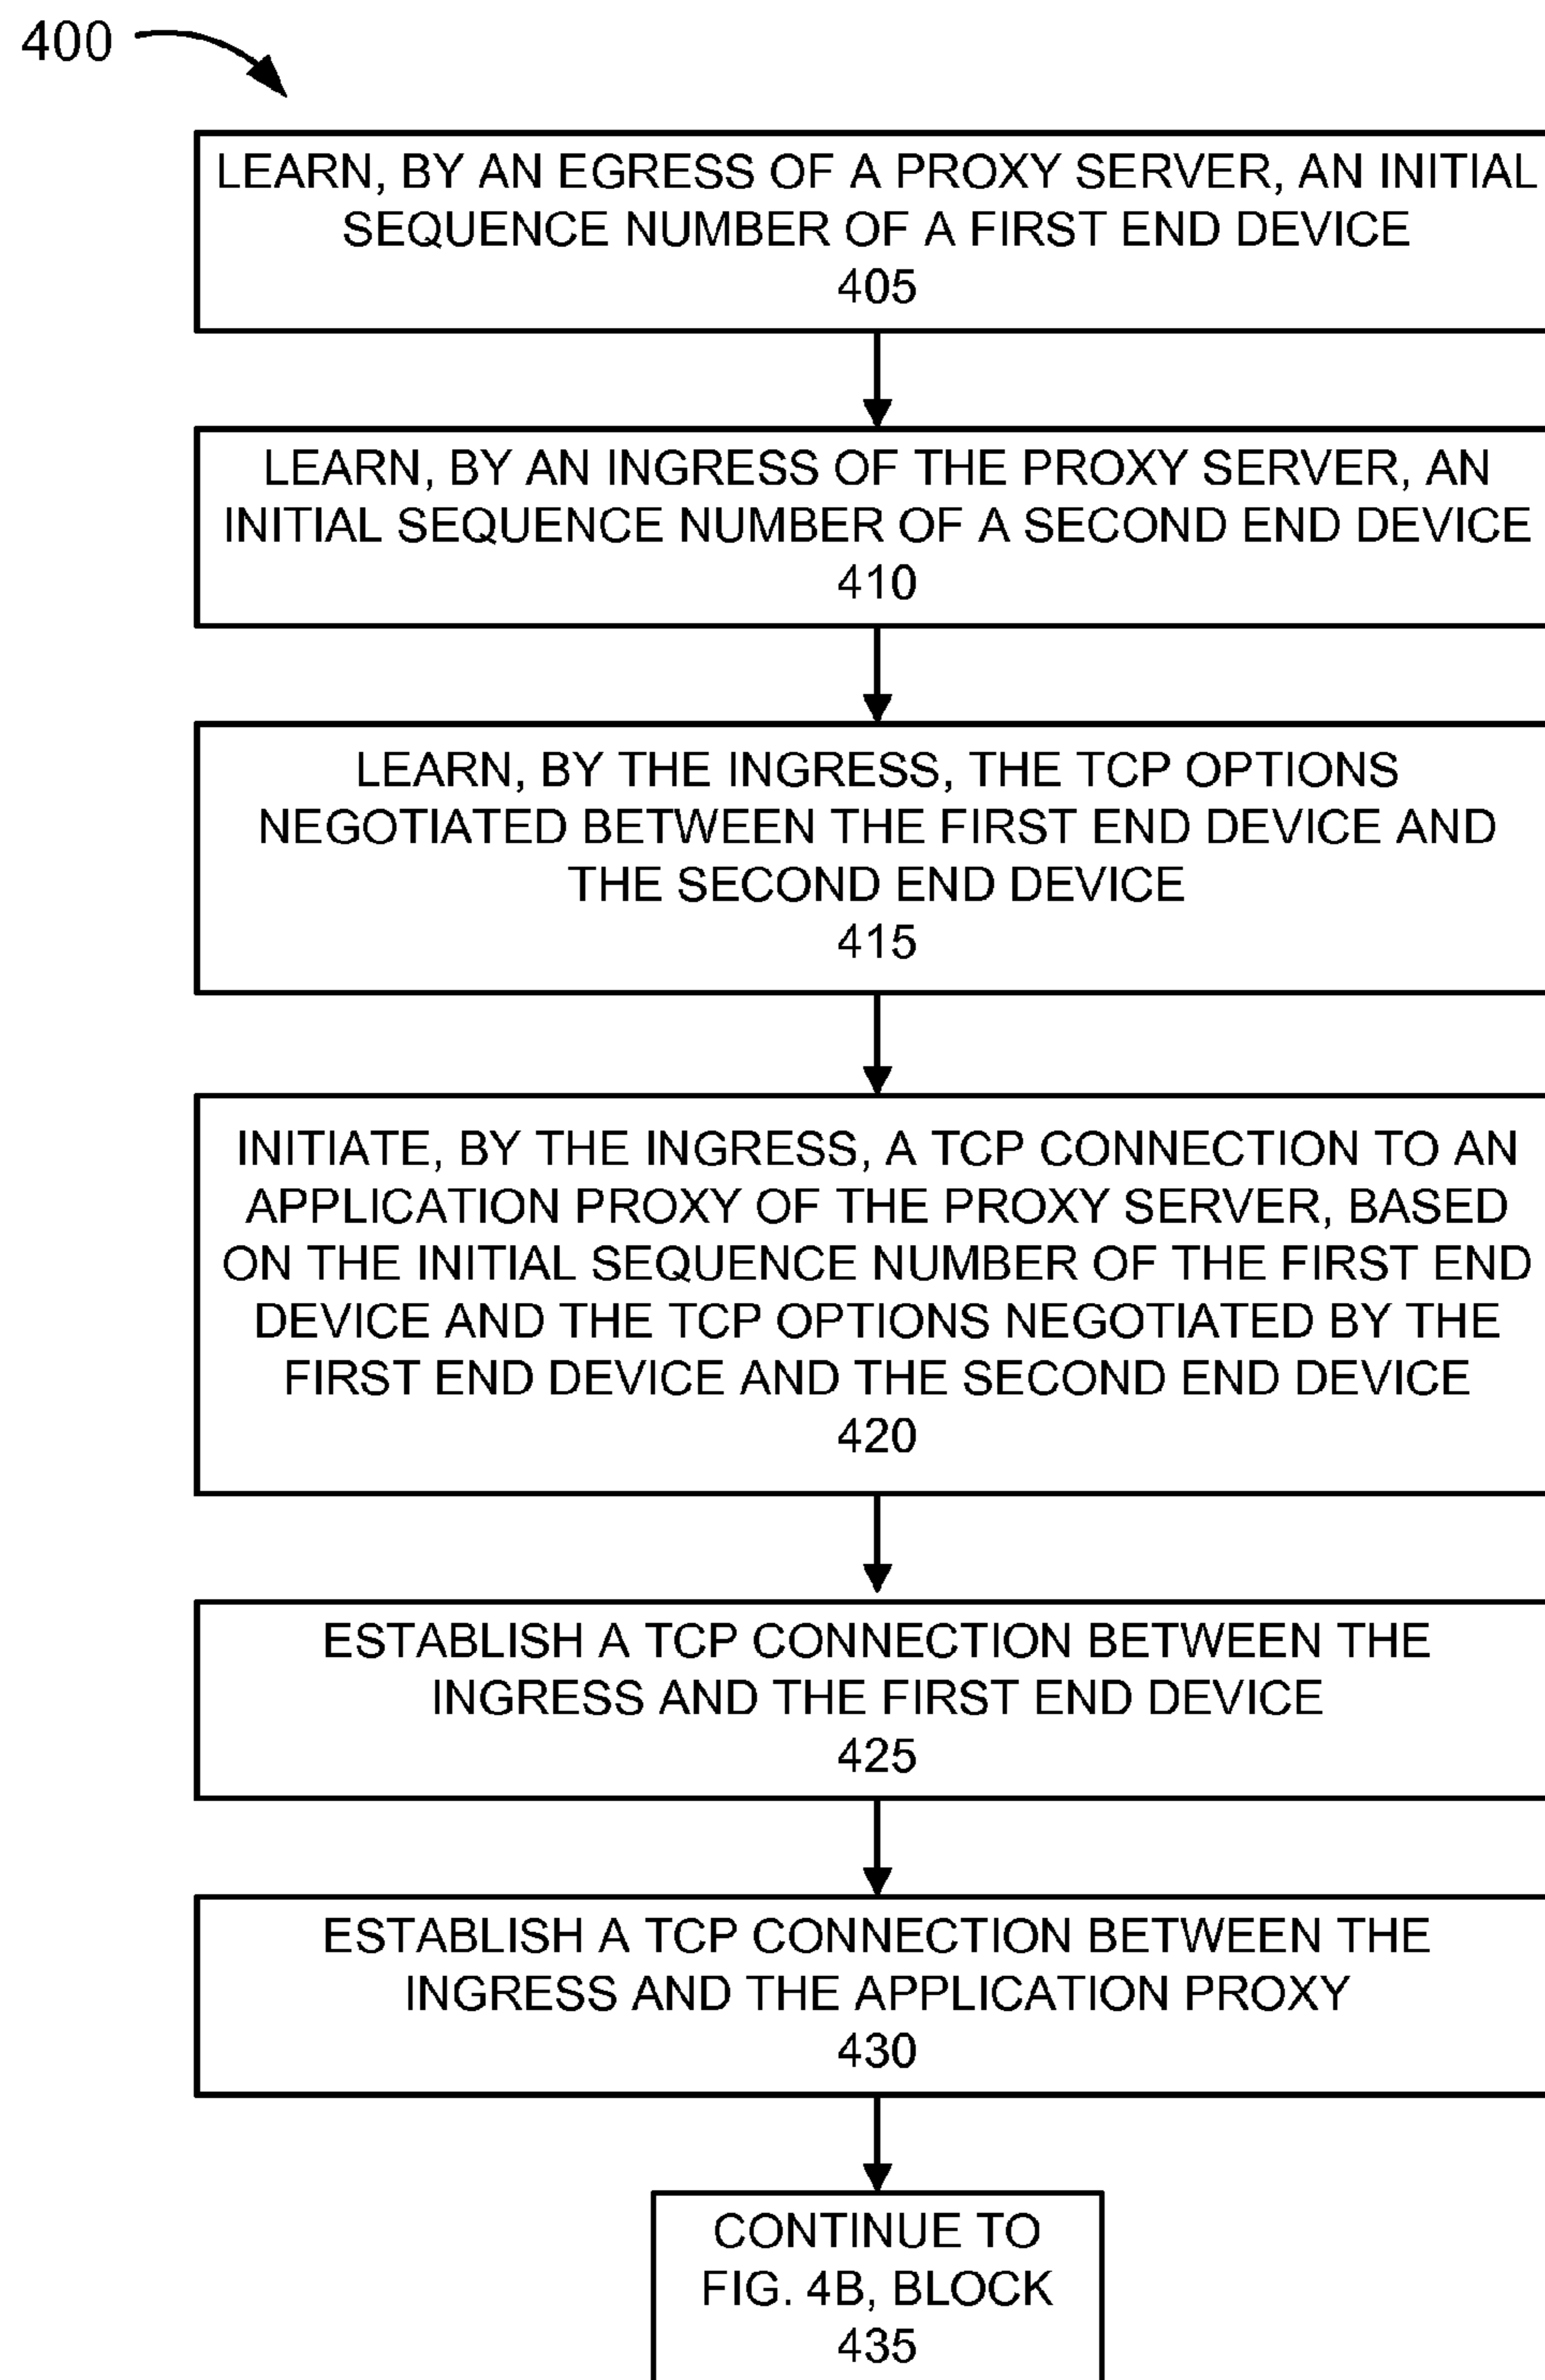 400
LEARN, BY AN EGRESS OF A PROXY SERVER, AN INITIAL
SEQUENCE NUMBER OF A FIRST END DEVICE
405
LEARN, BY AN INGRESS OF THE PROXY SERVER, AN
INITIAL SEQUENCE NUMBER OF A SECOND END DEVICE
410
LEARN, BY THE INGRESS, THE TCP OPTIONS
NEGOTIATED BETWEEN THE FIRST END DEVICE AND
THE SECOND END DEVICE
415
INITIATE, BY THE INGRESS, A TCP CONNECTION TO AN
APPLICATION PROXY OF THE PROXY SERVER, BASED
ON THE INITIAL SEQUENCE NUMBER OF THE FIRST END
DEVICE AND THE TCP OPTIONS NEGOTIATED BY THE
FIRST END DEVICE AND THE SECOND END DEVICE
420
ESTABLISH A TCP CONNECTION BETWEEN THE
INGRESS AND THE FIRST END DEVICE
425
ESTABLISH A TCP CONNECTION BETWEEN THE
INGRESS AND THE APPLICATION PROXY
430
CONTINUE TO
FIG. 4B, BLOCK
435